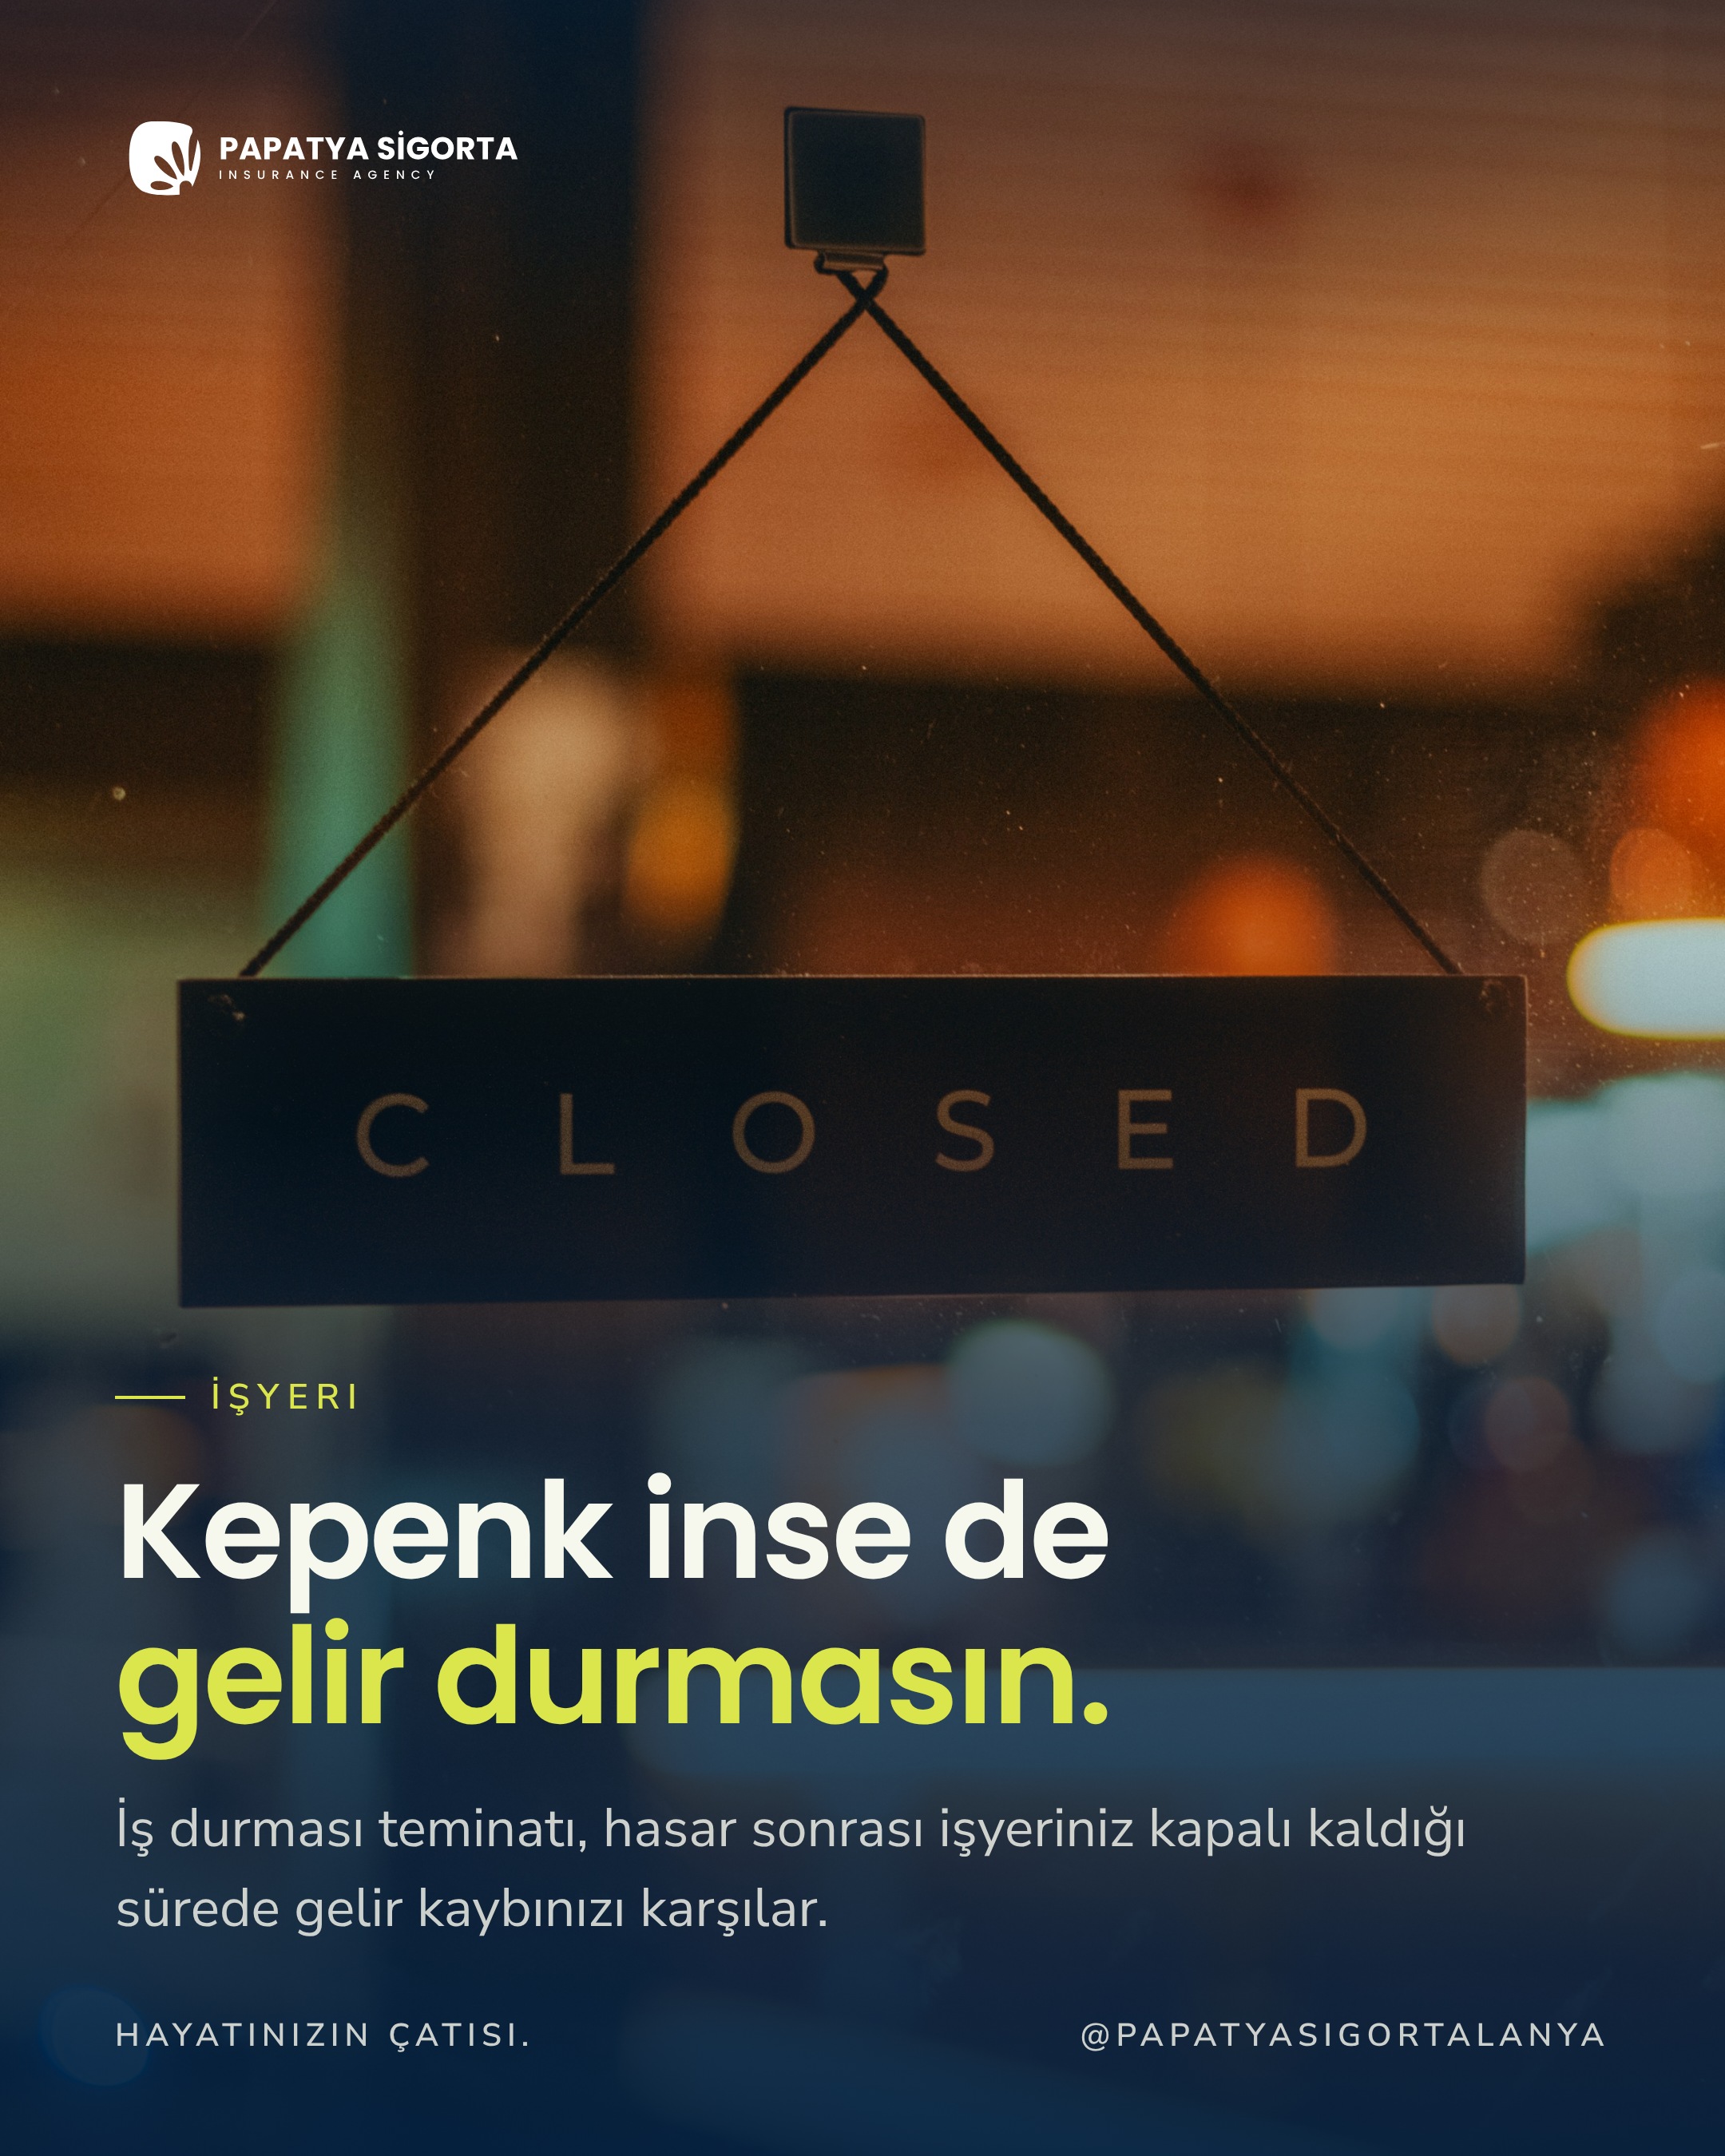 PAPATYA SİGORTA
INSURANCE AGENCY
CLOSED
İŞYERI
Kepenk inse de
gelir durmasın.
İş durması teminatı, hasar sonrası işyeriniz kapalı kaldığı
sürede gelir kaybınızı karşılar.
HAYATINIZIN ÇATISI.
@PAPATYASIGORTALANYA